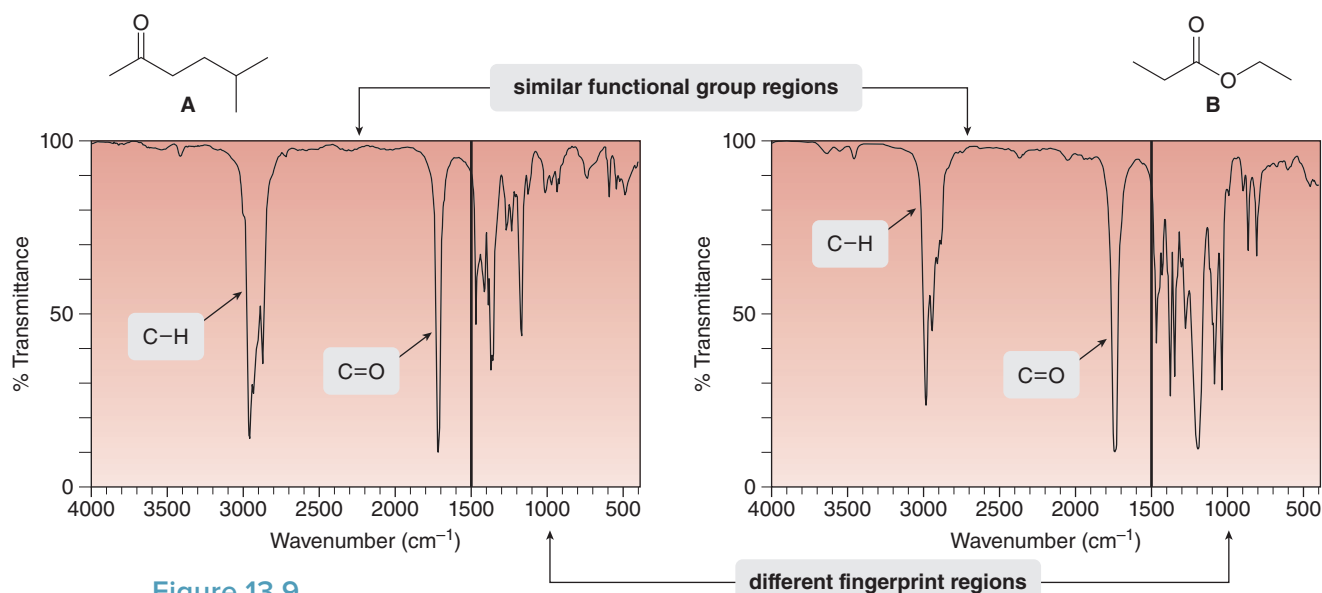 O
A
similar functional group regions
O
O
B
100
50
0
% Transmittance
C–H
C=O
4000 3500 3000 2500 2000 1500 1000 500
Wavenumber (cm⁻¹)
100
50
0
% Transmittance
C–H
C=O
4000 3500 3000 2500 2000 1500 1000 500
Wavenumber (cm⁻¹)
different fingerprint regions
Figure 13.9